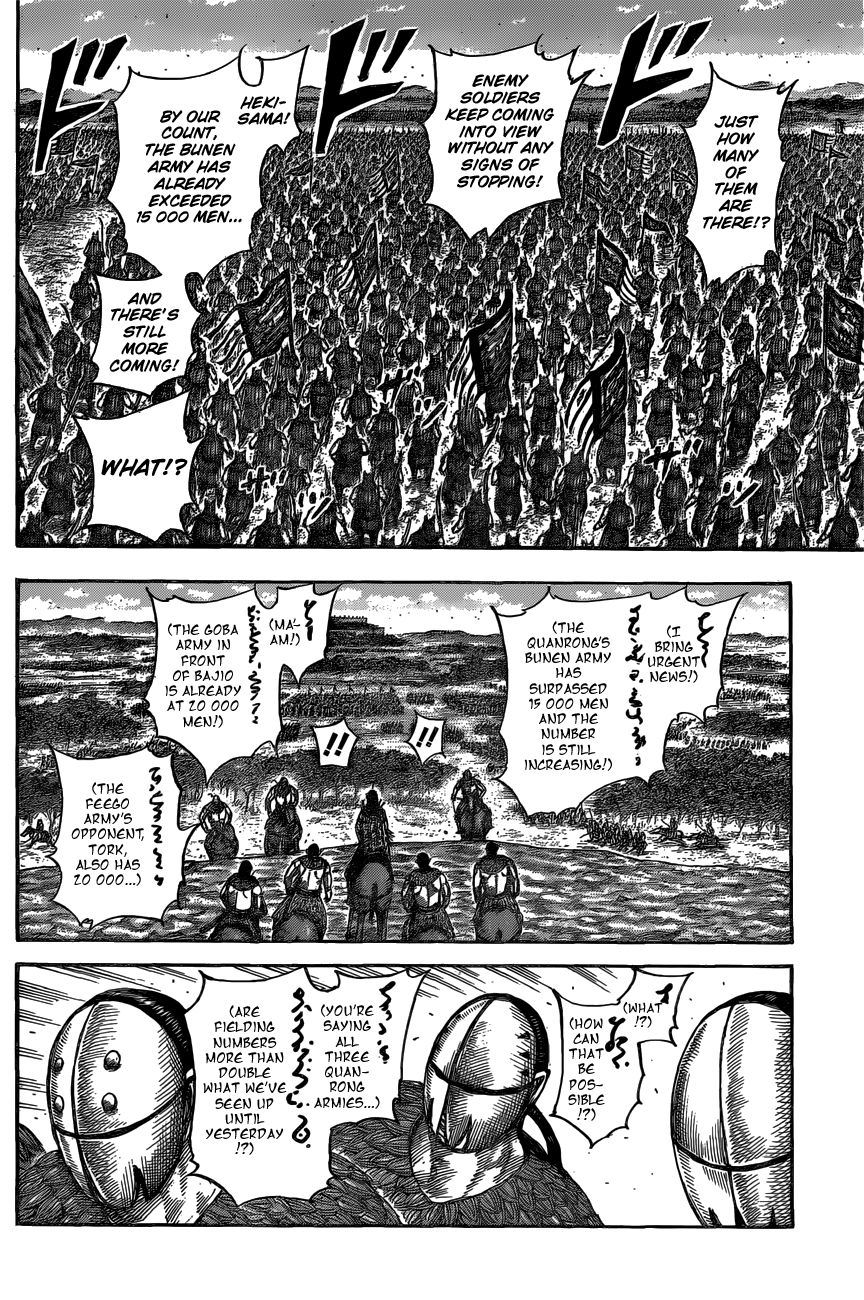 ド
ド
ド
JUST
HOW
MANY
OF
THEM
ARE
THERE!?
ENEMY
SOLDIERS
KEEP COMING
INTO VIEW
WITHOUT ANY
SIGNS OF
STOPPING!
HEKI-
SAMA!
BY OUR
COUNT,
THE BUNEN
ARMY HAS
ALREADY
EXCEEDED
15 000 MEN...
AND
THERE'S
STILL
MORE
COMING!
WHAT!?
(I
BRING
URGENT
NEWS!)
(THE
QUANRONG'S
BUNEN ARMY
HAS
SURPASSED
15 000 MEN
AND THE
NUMBER
IS STILL
INCREASING!)
!!
!!
(MA-
AM!)
(THE GOBA
ARMY IN
FRONT
OF BAJIO
IS ALREADY
AT 20 000
MEN!)
(THE
FEEGO
ARMY'S
OPPONENT,
TORK,
ALSO HAS
20 000...)
(WHAT
!?)
(HOW
CAN
THAT
BE
POS-
SIBLE
!?)
(YOU'RE
SAYING
ALL
THREE
QUAN-
RONG
ARMIES...)
(ARE
FIELDING
NUMBERS
MORE THAN
DOUBLE
WHAT WE'VE
SEEN UP
UNTIL
YESTERDAY
!?)